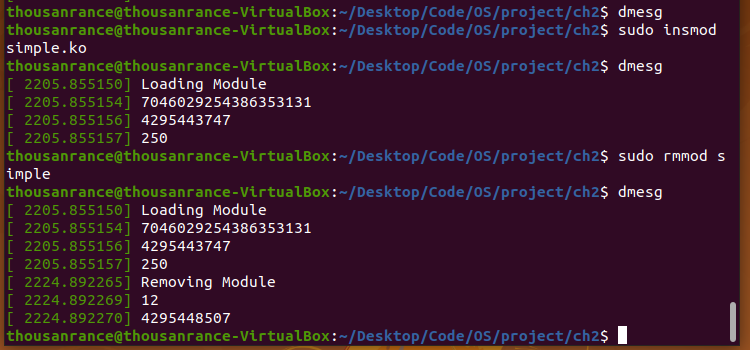 thousanrance@thousanrance-VirtualBox:~/Desktop/Code/OS/project/ch2$ dmesg
thousanrance@thousanrance-VirtualBox:~/Desktop/Code/OS/project/ch2$ sudo insmod
simple.ko
thousanrance@thousanrance-VirtualBox:~/Desktop/Code/OS/project/ch2$ dmesg
[ 2205.855150] Loading Module
[ 2205.855154] 7046029254386353131
[ 2205.855156] 4295443747
[ 2205.855157] 250
thousanrance@thousanrance-VirtualBox:~/Desktop/Code/OS/project/ch2$ sudo rmmod s
imple
thousanrance@thousanrance-VirtualBox:~/Desktop/Code/OS/project/ch2$ dmesg
[ 2205.855150] Loading Module
[ 2205.855154] 7046029254386353131
[ 2205.855156] 4295443747
[ 2205.855157] 250
[ 2224.892265] Removing Module
[ 2224.892269] 12
[ 2224.892270] 4295448507
thousanrance@thousanrance-VirtualBox:~/Desktop/Code/OS/project/ch2$